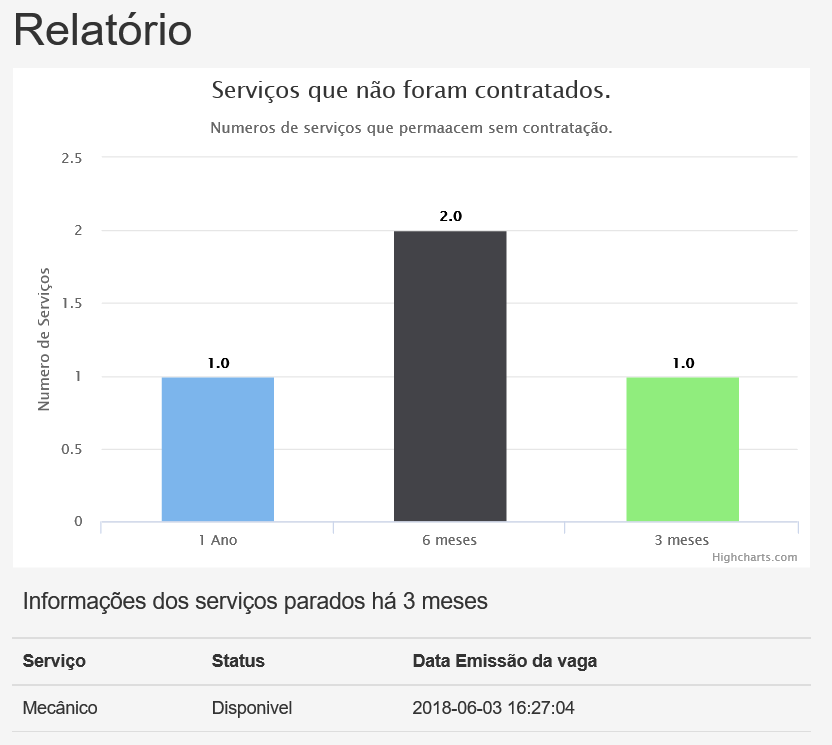 Relatório
Serviços que não foram contratados.
Numeros de serviços que permaacem sem contratação.
2.5
2
1.5
1
0.5
0
Numero de Serviços
1.0
2.0
1.0
1 Ano
6 meses
3 meses
Highcharts.com
Informações dos serviços parados há 3 meses
Serviço Status Data Emissão da vaga
Mecânico Disponivel 2018-06-03 16:27:04